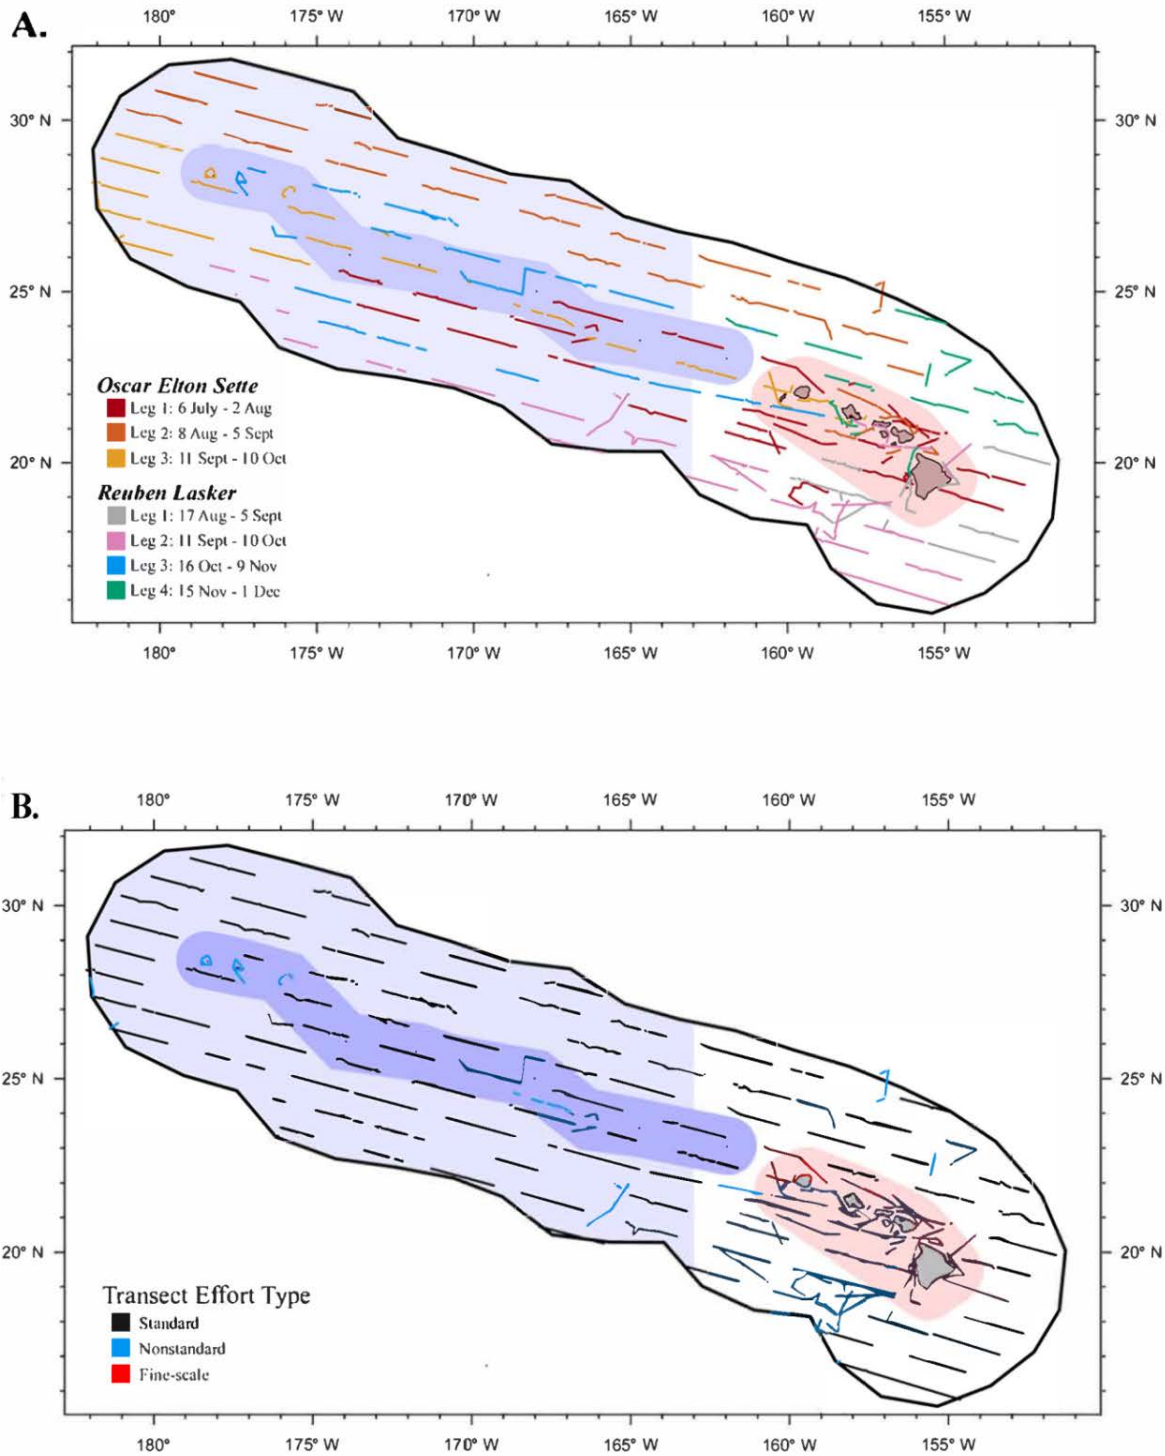 A.
180° 175° W 170° W 165° W 160° W 155° W
30° N 30° N
25° N 25° N
20° N 20° N
Oscar Elton Sette
Leg 1: 6 July - 2 Aug
Leg 2: 8 Aug - 5 Sept
Leg 3: 11 Sept - 10 Oct
Reuben Lasker
Leg 1: 17 Aug - 5 Sept
Leg 2: 11 Sept - 10 Oct
Leg 3: 16 Oct - 9 Nov
Leg 4: 15 Nov - 1 Dec
180° 175° W 170° W 165° W 160° W 155° W
B.
180° 175° W 170° W 165° W 160° W 155° W
30° N 30° N
25° N 25° N
20° N 20° N
Transect Effort Type
Standard
Nonstandard
Fine-scale
180° 175° W 170° W 165° W 160° W 155° W